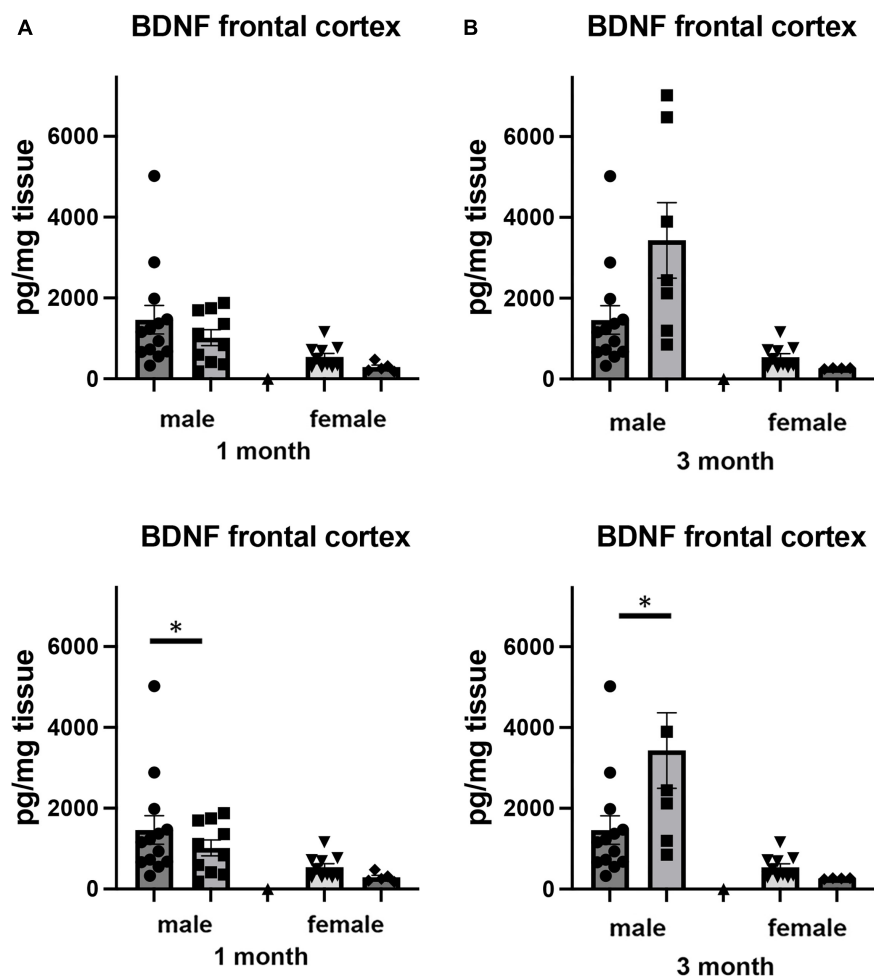 A
BDNF frontal cortex
pg/mg tissue
6000
4000
2000
0
male female
1 month
B
BDNF frontal cortex
pg/mg tissue
6000
4000
2000
0
male female
3 month
BDNF frontal cortex
pg/mg tissue
6000
4000
2000
0
*
male female
1 month
BDNF frontal cortex
pg/mg tissue
6000
4000
2000
0
*
male female
3 month